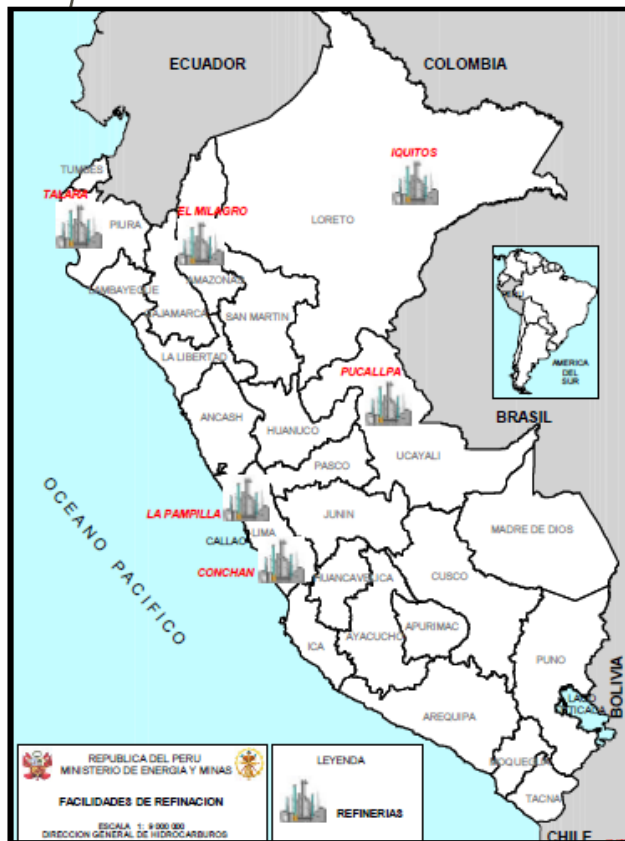 ECUADOR
COLOMBIA
TUMBES
TALARA
PIURA
EL MILAGRO
IQUITOS
LORETO
LAMBAYEQUE
AMAZONAS
CAJAMARCA
SAN MARTIN
LA LIBERTAD
PERU
AMERICA
DEL
SUR
PUCALLPA
BRASIL
ANCASH
HUANUCO
UCAYALI
PASCO
LA PAMPILLA
LIMA
JUNIN
MADRE DE DIOS
CALLAO
CONCHAN
HUANCAVELICA
CUSCO
OCEANO PACIFICO
ICA
AYACUCHO
APURIMAC
PUNO
LAGO
TITICACA
BOLIVIA
AREQUIPA
MOQUEGUA
TACNA
CHILE
REPUBLICA DEL PERU
MINISTERIO DE ENERGIA Y MINAS
FACILIDADES DE REFINACION
ESCALA 1: 9 000 000
DIRECCION GENERAL DE HIDROCARBUROS
LEYENDA
REFINERIAS